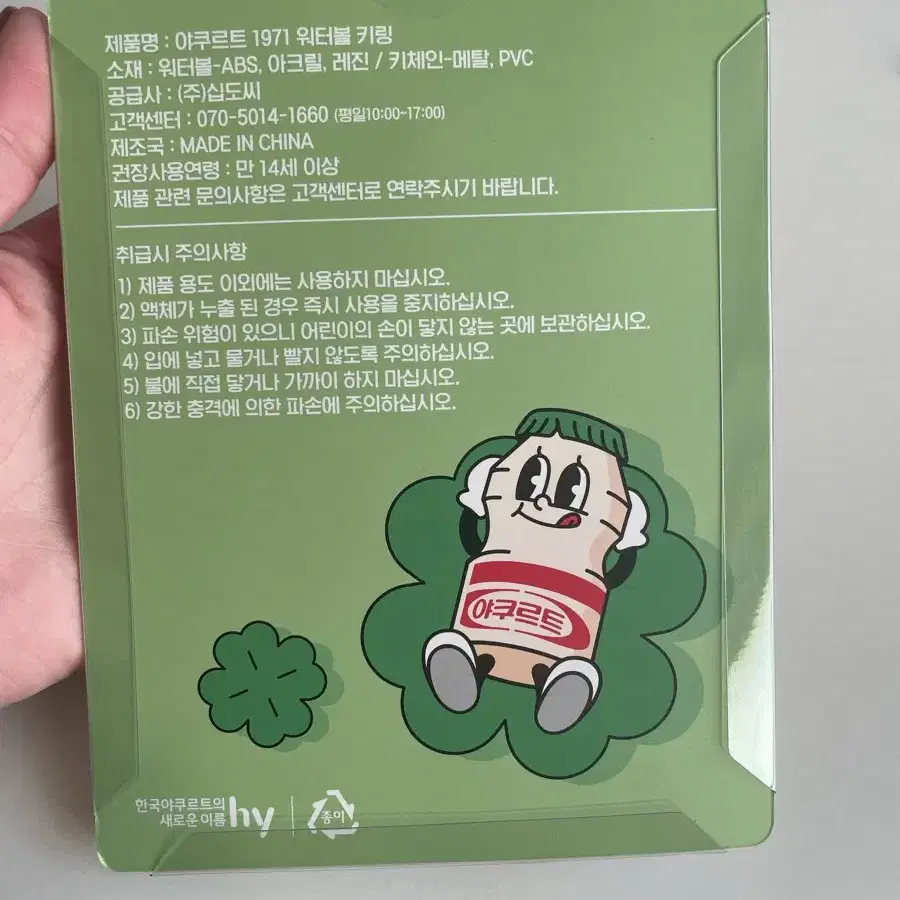 제품명 : 야쿠르트 1971 워터볼 키링
소재 : 워터볼-ABS, 아크릴, 레진 / 키체인-메탈, PVC
공급사 : (주)십도씨
고객센터 : 070-5014-1660 (평일10:00-17:00)
제조국 : MADE IN CHINA
권장사용연령 : 만 14세 이상
제품 관련 문의사항은 고객센터로 연락주시기 바랍니다.
취급시 주의사항
1) 제품 용도 이외에는 사용하지 마십시오.
2) 액체가 누출 된 경우 즉시 사용을 중지하십시오.
3) 파손 위험이 있으니 어린이의 손이 닿지 않는 곳에 보관하십시오.
4) 입에 넣고 물거나 빨지 않도록 주의하십시오.
5) 불에 직접 닿거나 가까이 하지 마십시오.
6) 강한 충격에 의한 파손에 주의하십시오.
야쿠르트
한국야쿠르트의
새로운 이름 hy
종이